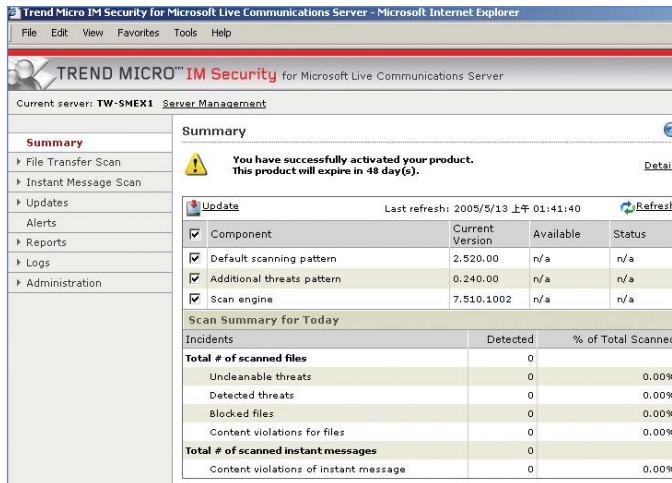 Trend Micro IM Security for Microsoft Live Communications Server - Microsoft Internet Explorer
File Edit View Favorites Tools Help
TREND MICRO™ IM Security for Microsoft Live Communications Server
Current server: TW-SMEX1 Server Management
Summary
File Transfer Scan
Instant Message Scan
Updates
Alerts
Reports
Logs
Administration
Summary
You have successfully activated your product.
This product will expire in 48 day(s).
Detai
Update Last refresh: 2005/5/13 上午 01:41:40 Refresh
Component Current Version Available Status
Default scanning pattern 2.520.00 n/a n/a
Additional threats pattern 0.240.00 n/a n/a
Scan engine 7.510.1002 n/a n/a
Scan Summary for Today
Incidents Detected % of Total Scanned
Total # of scanned files 0
Uncleanable threats 0 0.00%
Detected threats 0 0.00%
Blocked files 0 0.00%
Content violations for files 0 0.00%
Total # of scanned instant messages 0
Content violations of instant message 0 0.00%